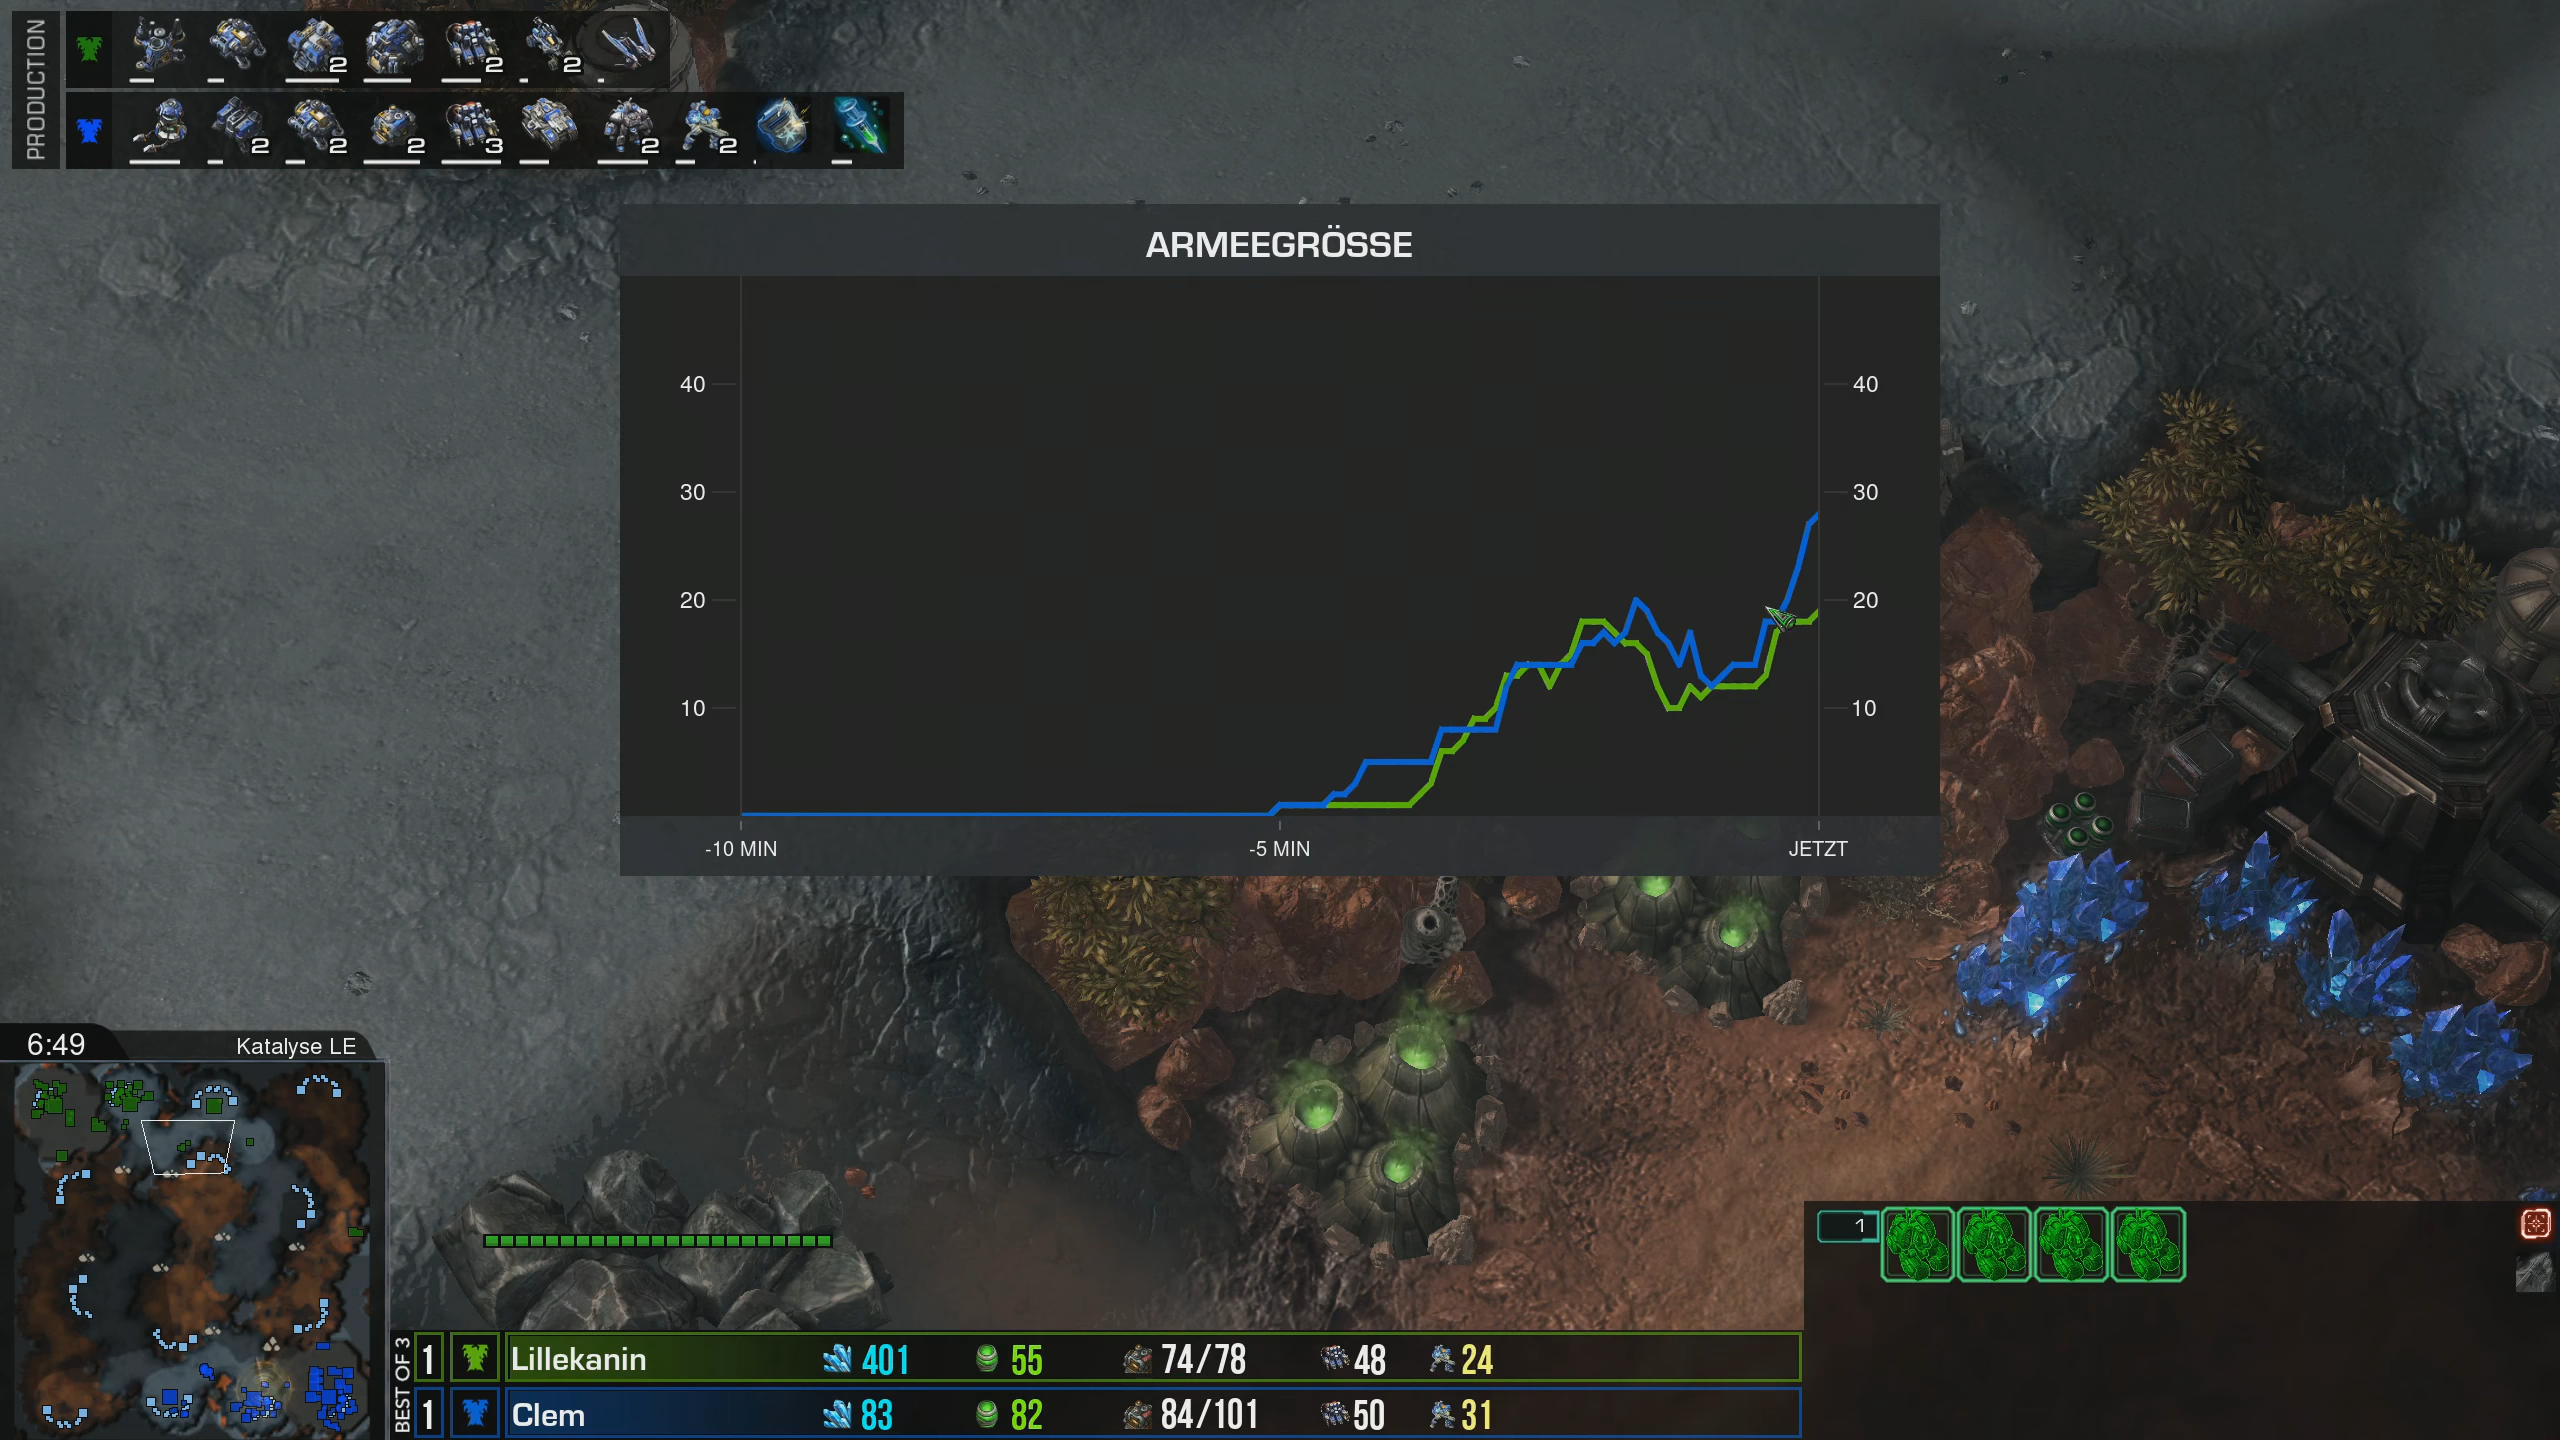 PRODUCTION
2 2 2
2 2 2 3 2 2
ARMEEGRÖSSE
40 40
30 30
20 20
10 10
-10 MIN -5 MIN JETZT
6:49 Katalyse LE
1
BEST OF 3
1 Lillekanin 401 55 74/78 48 24
1 Clem 83 82 84/101 50 31